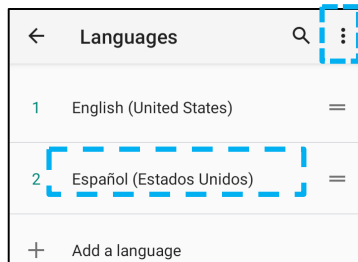 Languages
1 English (United States)
2 Español (Estados Unidos)
Add a language